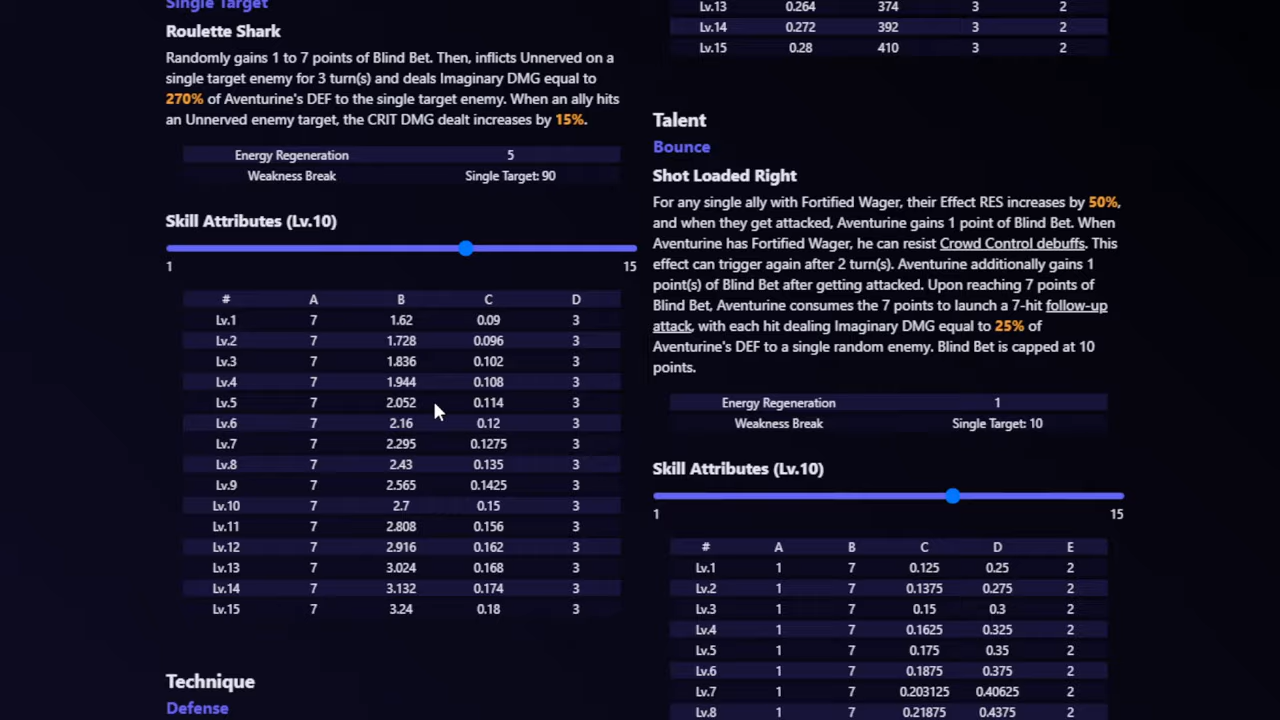 Single Target
Roulette Shark
Randomly gains 1 to 7 points of Blind Bet. Then, inflicts Unnerved on a
single target enemy for 3 turn(s) and deals Imaginary DMG equal to
270% of Aventurine's DEF to the single target enemy. When an ally hits
an Unnerved enemy target, the CRIT DMG dealt increases by 15%.
Energy Regeneration 5
Weakness Break Single Target: 90
Skill Attributes (Lv.10)
1 15
# A B C D
Lv.1 7 1.62 0.09 3
Lv.2 7 1.728 0.096 3
Lv.3 7 1.836 0.102 3
Lv.4 7 1.944 0.108 3
Lv.5 7 2.052 0.114 3
Lv.6 7 2.16 0.12 3
Lv.7 7 2.295 0.1275 3
Lv.8 7 2.43 0.135 3
Lv.9 7 2.565 0.1425 3
Lv.10 7 2.7 0.15 3
Lv.11 7 2.808 0.156 3
Lv.12 7 2.916 0.162 3
Lv.13 7 3.024 0.168 3
Lv.14 7 3.132 0.174 3
Lv.15 7 3.24 0.18 3
Technique
Defense
Lv.13 0.264 374 3 2
Lv.14 0.272 392 3 2
Lv.15 0.28 410 3 2
Talent
Bounce
Shot Loaded Right
For any single ally with Fortified Wager, their Effect RES increases by 50%,
and when they get attacked, Aventurine gains 1 point of Blind Bet. When
Aventurine has Fortified Wager, he can resist Crowd Control debuffs. This
effect can trigger again after 2 turn(s). Aventurine additionally gains 1
point(s) of Blind Bet after getting attacked. Upon reaching 7 points of
Blind Bet, Aventurine consumes the 7 points to launch a 7-hit follow-up
attack, with each hit dealing Imaginary DMG equal to 25% of
Aventurine's DEF to a single random enemy. Blind Bet is capped at 10
points.
Energy Regeneration 1
Weakness Break Single Target: 10
Skill Attributes (Lv.10)
1 15
# A B C D E
Lv.1 1 7 0.125 0.25 2
Lv.2 1 7 0.1375 0.275 2
Lv.3 1 7 0.15 0.3 2
Lv.4 1 7 0.1625 0.325 2
Lv.5 1 7 0.175 0.35 2
Lv.6 1 7 0.1875 0.375 2
Lv.7 1 7 0.203125 0.40625 2
Lv.8 1 7 0.21875 0.4375 2